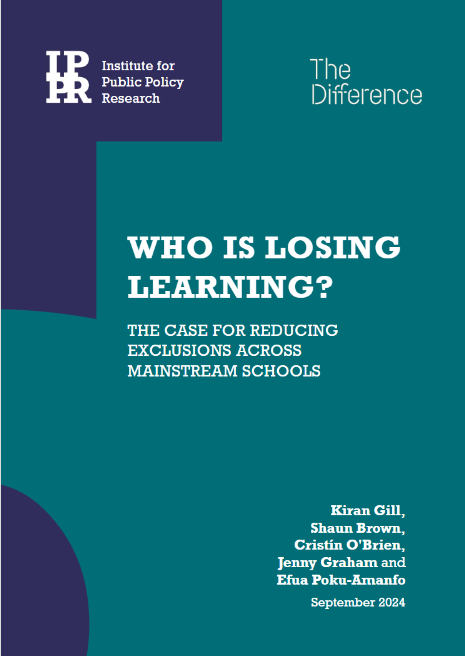 IPPR
Institute for
Public Policy
Research
The
Difference
WHO IS LOSING
LEARNING?
THE CASE FOR REDUCING
EXCLUSIONS ACROSS
MAINSTREAM SCHOOLS
Kiran Gill,
Shaun Brown,
Cristín O'Brien,
Jenny Graham and
Efua Poku-Amanfo
September 2024